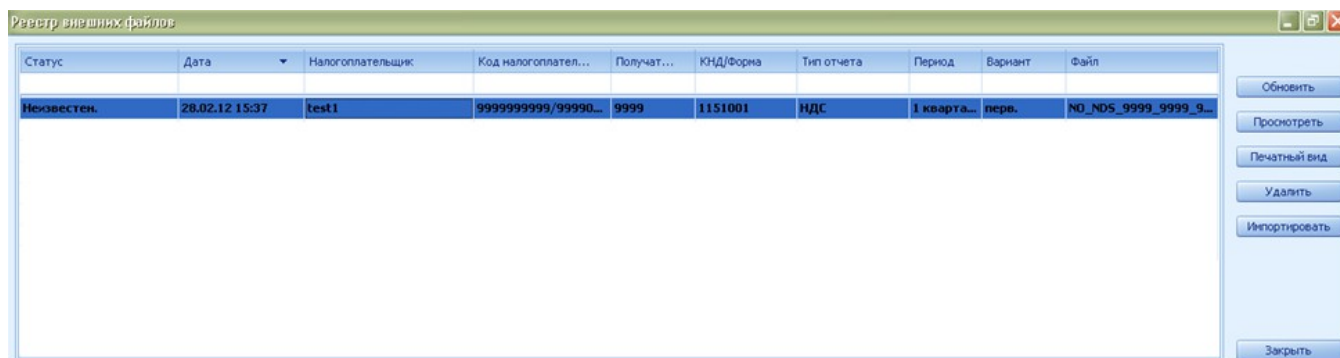 Реестр внешних файлов
Статус Дата Налогоплательщик Код налогоплател... Получат... КНД/Форма Тип отчета Период Вариант Файл
Неизвестен. 28.02.12 15:37 test1 9999999999/99990... 9999 1151001 НДС 1 кварта... перв. NO_NDS_9999_9999_9...
Обновить
Просмотреть
Печатный вид
Удалить
Импортировать
Закрыть